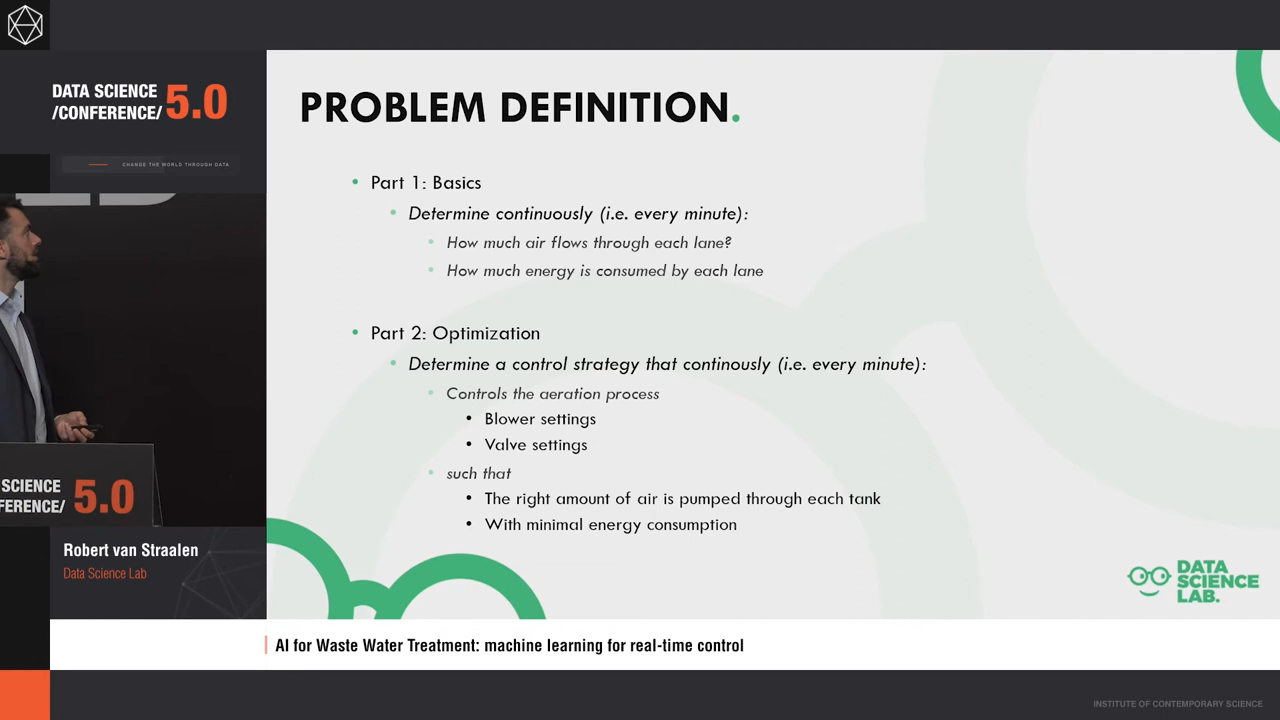 DATA SCIENCE
/CONFERENCE/ 5.0
CHANGE THE WORLD THROUGH DATA
PROBLEM DEFINITION.
• Part 1: Basics
• Determine continuously (i.e. every minute):
• How much air flows through each lane?
• How much energy is consumed by each lane
• Part 2: Optimization
• Determine a control strategy that continously (i.e. every minute):
• Controls the aeration process
• Blower settings
• Valve settings
• such that
• The right amount of air is pumped through each tank
• With minimal energy consumption
SCIENCE
FERENCE/ 5.0
Robert van Straalen
Data Science Lab
DATA
SCIENCE
LAB.
AI for Waste Water Treatment: machine learning for real-time control
INSTITUTE OF CONTEMPORARY SCIENCE